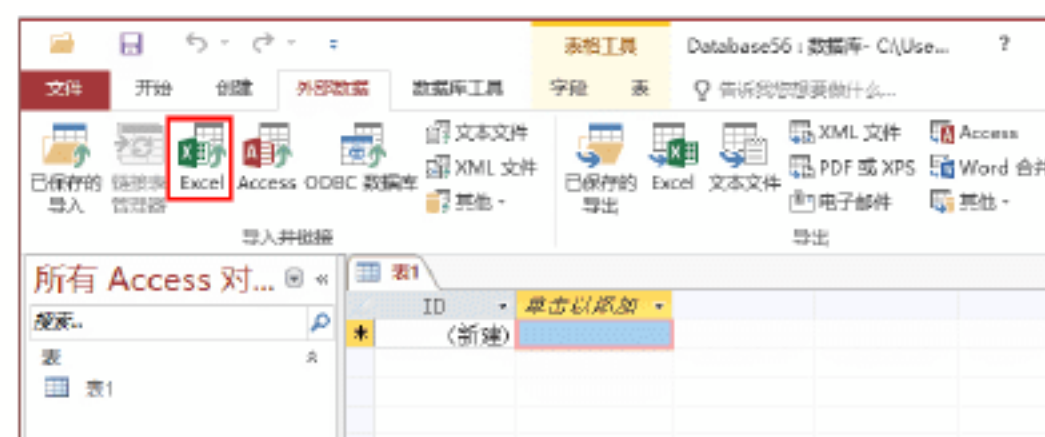 表格工具 Database56 : 数据库- C:\Use... ?
文件 开始 创建 外部数据 数据库工具 字段 表 告诉我您想要做什么...
已保存的导入 链接表管理器 Excel Access ODBC 数据库 文本文件 XML 文件 其他
已保存的导出 Excel 文本文件 XML 文件 PDF 或 XPS 电子邮件 Access Word 合并 其他
导入并链接 导出
所有 Access 对... « 表1
ID 单击以添加
搜索..
* (新建)
表
表1